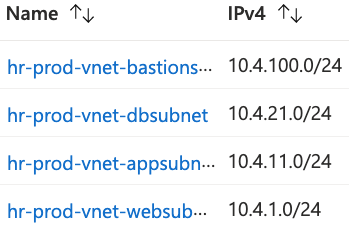 Name ↑↓ IPv4 ↑↓
hr-prod-vnet-bastions··· 10.4.100.0/24
hr-prod-vnet-dbsubnet 10.4.21.0/24
hr-prod-vnet-appsubn··· 10.4.11.0/24
hr-prod-vnet-websub··· 10.4.1.0/24